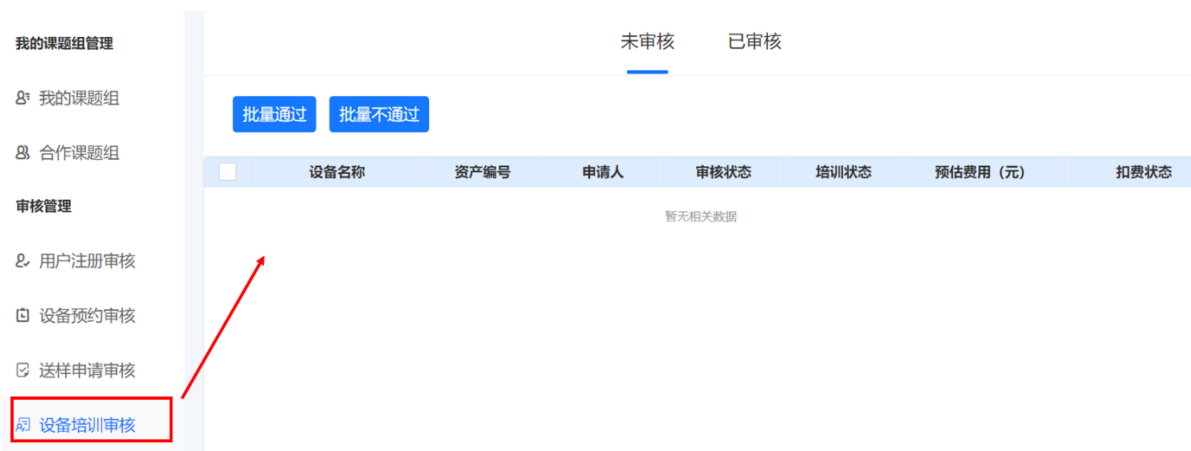 我的课题组管理
我的课题组
合作课题组
审核管理
用户注册审核
设备预约审核
送样申请审核
设备培训审核
未审核 已审核
批量通过 批量不通过
设备名称 资产编号 申请人 审核状态 培训状态 预估费用（元） 扣费状态
暂无相关数据